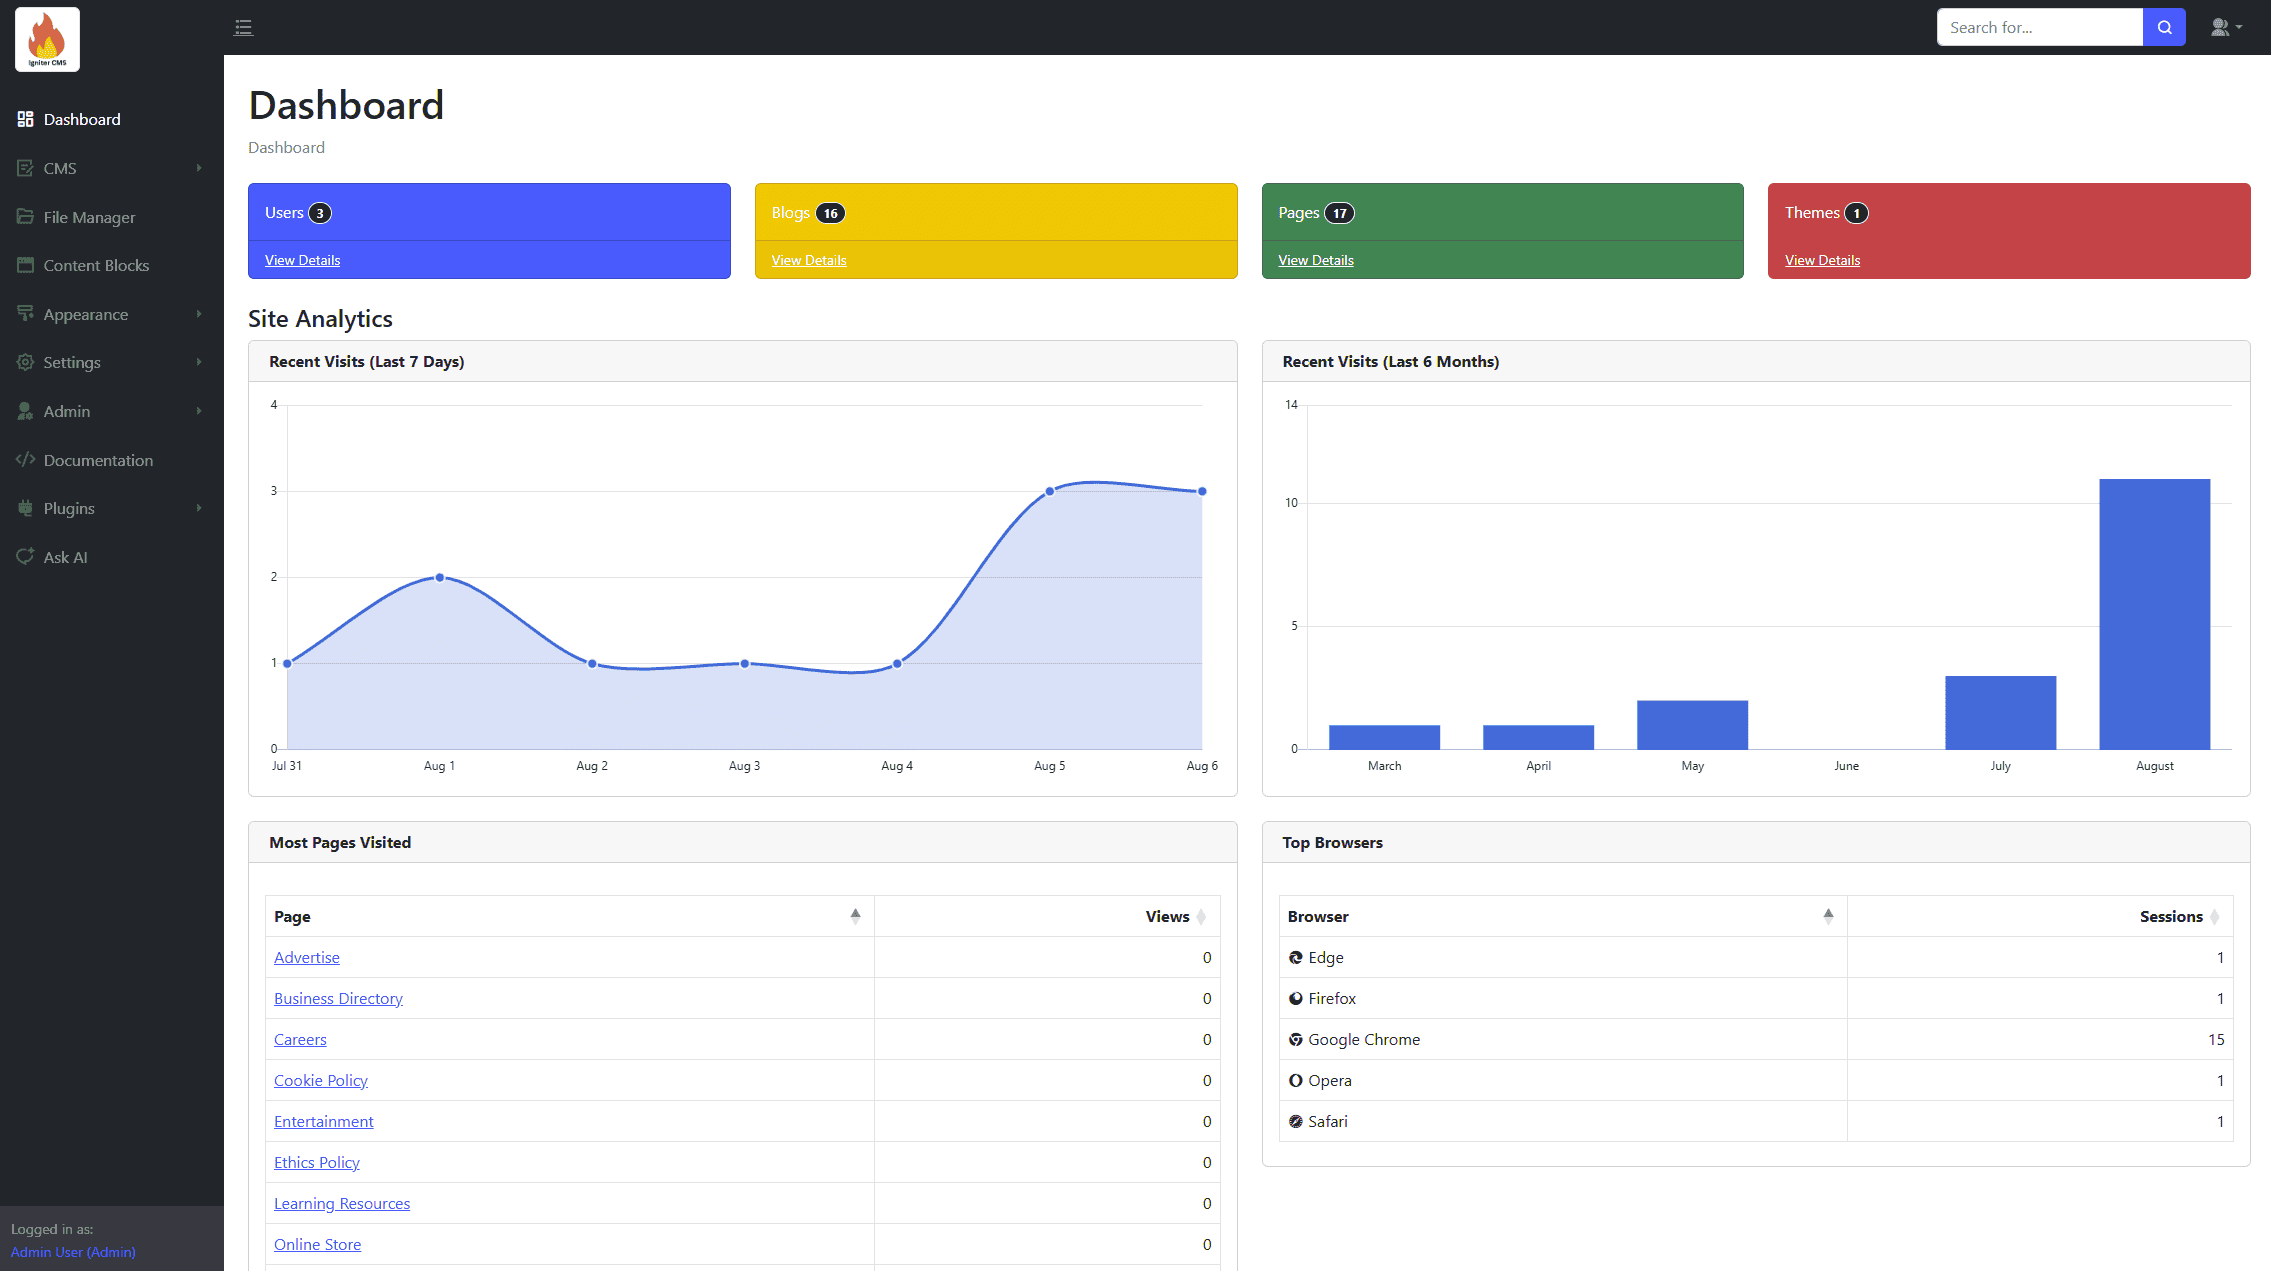 Igniter CMS
Search for...
Dashboard
CMS
File Manager
Content Blocks
Appearance
Settings
Admin
Documentation
Plugins
Ask AI
Logged in as:
Admin User (Admin)
Dashboard
Dashboard
Users 3
View Details
Blogs 16
View Details
Pages 17
View Details
Themes 1
View Details
Site Analytics
Recent Visits (Last 7 Days)
4
3
2
1
0
Jul 31 Aug 1 Aug 2 Aug 3 Aug 4 Aug 5 Aug 6
Recent Visits (Last 6 Months)
14
10
5
0
March April May June July August
Most Pages Visited
Page Views
Advertise 0
Business Directory 0
Careers 0
Cookie Policy 0
Entertainment 0
Ethics Policy 0
Learning Resources 0
Online Store 0
Top Browsers
Browser Sessions
Edge 1
Firefox 1
Google Chrome 15
Opera 1
Safari 1